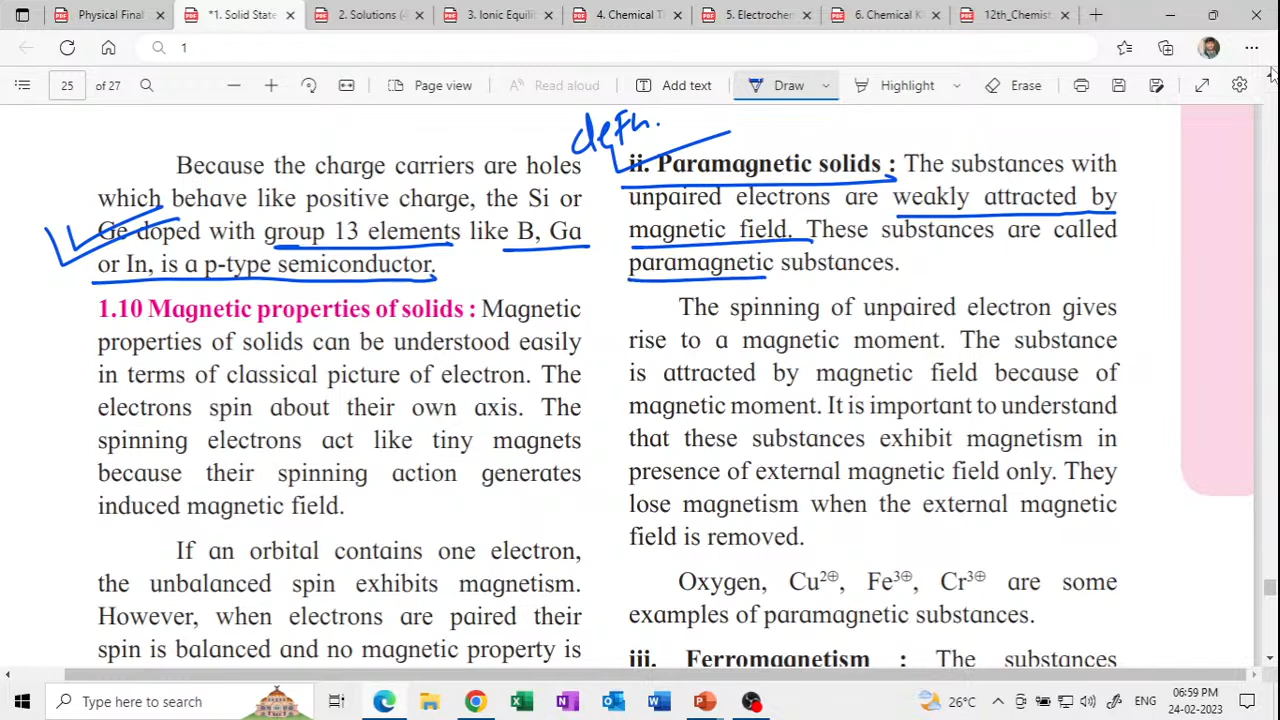 Physical Final
*1. Solid State
2. Solutions (4
3. Ionic Equilib
4. Chemical Th
5. Electrochem
6. Chemical Ki
12th_Chemist
1
25 of 27
Page view
Read aloud
Add text
Draw
Highlight
Erase
defn.
Because the charge carriers are holes
which behave like positive charge, the Si or
Ge doped with group 13 elements like B, Ga
or In, is a p-type semiconductor.
1.10 Magnetic properties of solids : Magnetic
properties of solids can be understood easily
in terms of classical picture of electron. The
electrons spin about their own axis. The
spinning electrons act like tiny magnets
because their spinning action generates
induced magnetic field.
If an orbital contains one electron,
the unbalanced spin exhibits magnetism.
However, when electrons are paired their
spin is balanced and no magnetic property is
ii. Paramagnetic solids : The substances with
unpaired electrons are weakly attracted by
magnetic field. These substances are called
paramagnetic substances.
The spinning of unpaired electron gives
rise to a magnetic moment. The substance
is attracted by magnetic field because of
magnetic moment. It is important to understand
that these substances exhibit magnetism in
presence of external magnetic field only. They
lose magnetism when the external magnetic
field is removed.
Oxygen, Cu²⊕, Fe³⊕, Cr³⊕ are some
examples of paramagnetic substances.
iii. Ferromagnetism : The substances
Type here to search
26°C
ENG
06:59 PM
24-02-2023